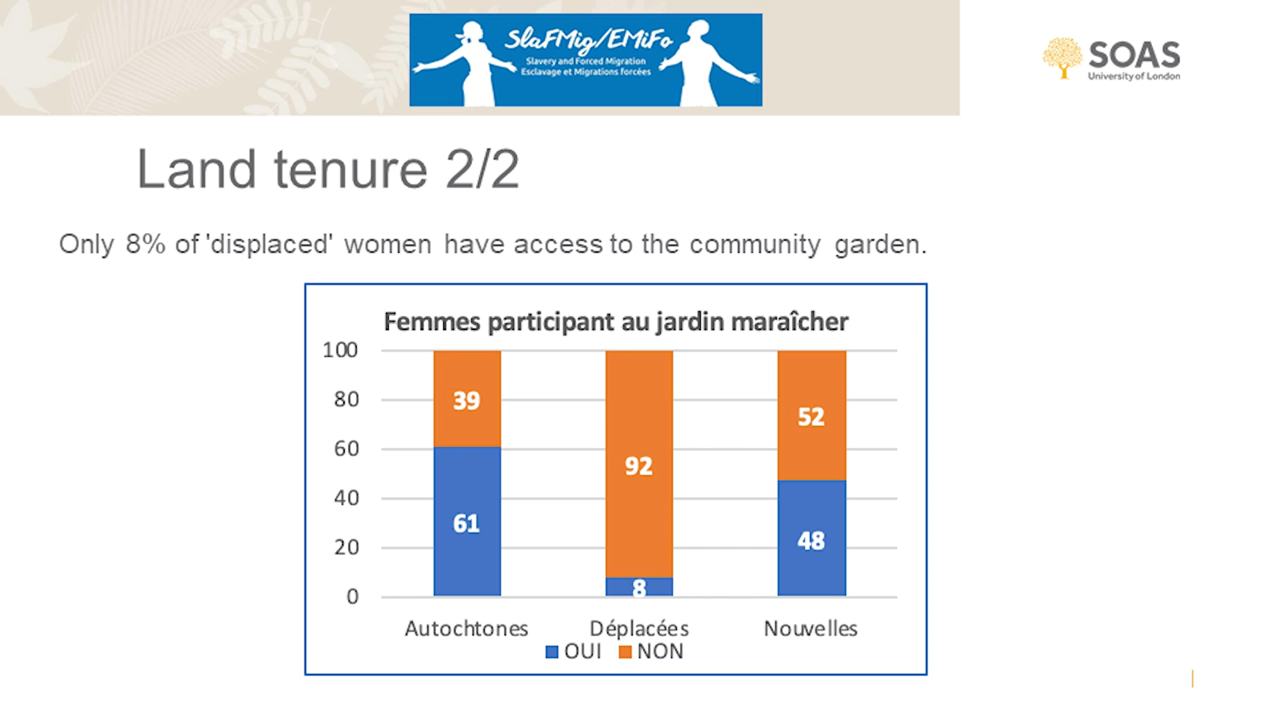 SlaFMig/EMiFo
Slavery and Forced Migration
Esclavage et Migrations forcées
SOAS
University of London
Land tenure 2/2
Only 8% of 'displaced' women have access to the community garden.
Femmes participant au jardin maraîcher
100
80
60
40
20
0
39
61
92
8
52
48
Autochtones Déplacées Nouvelles
OUI NON